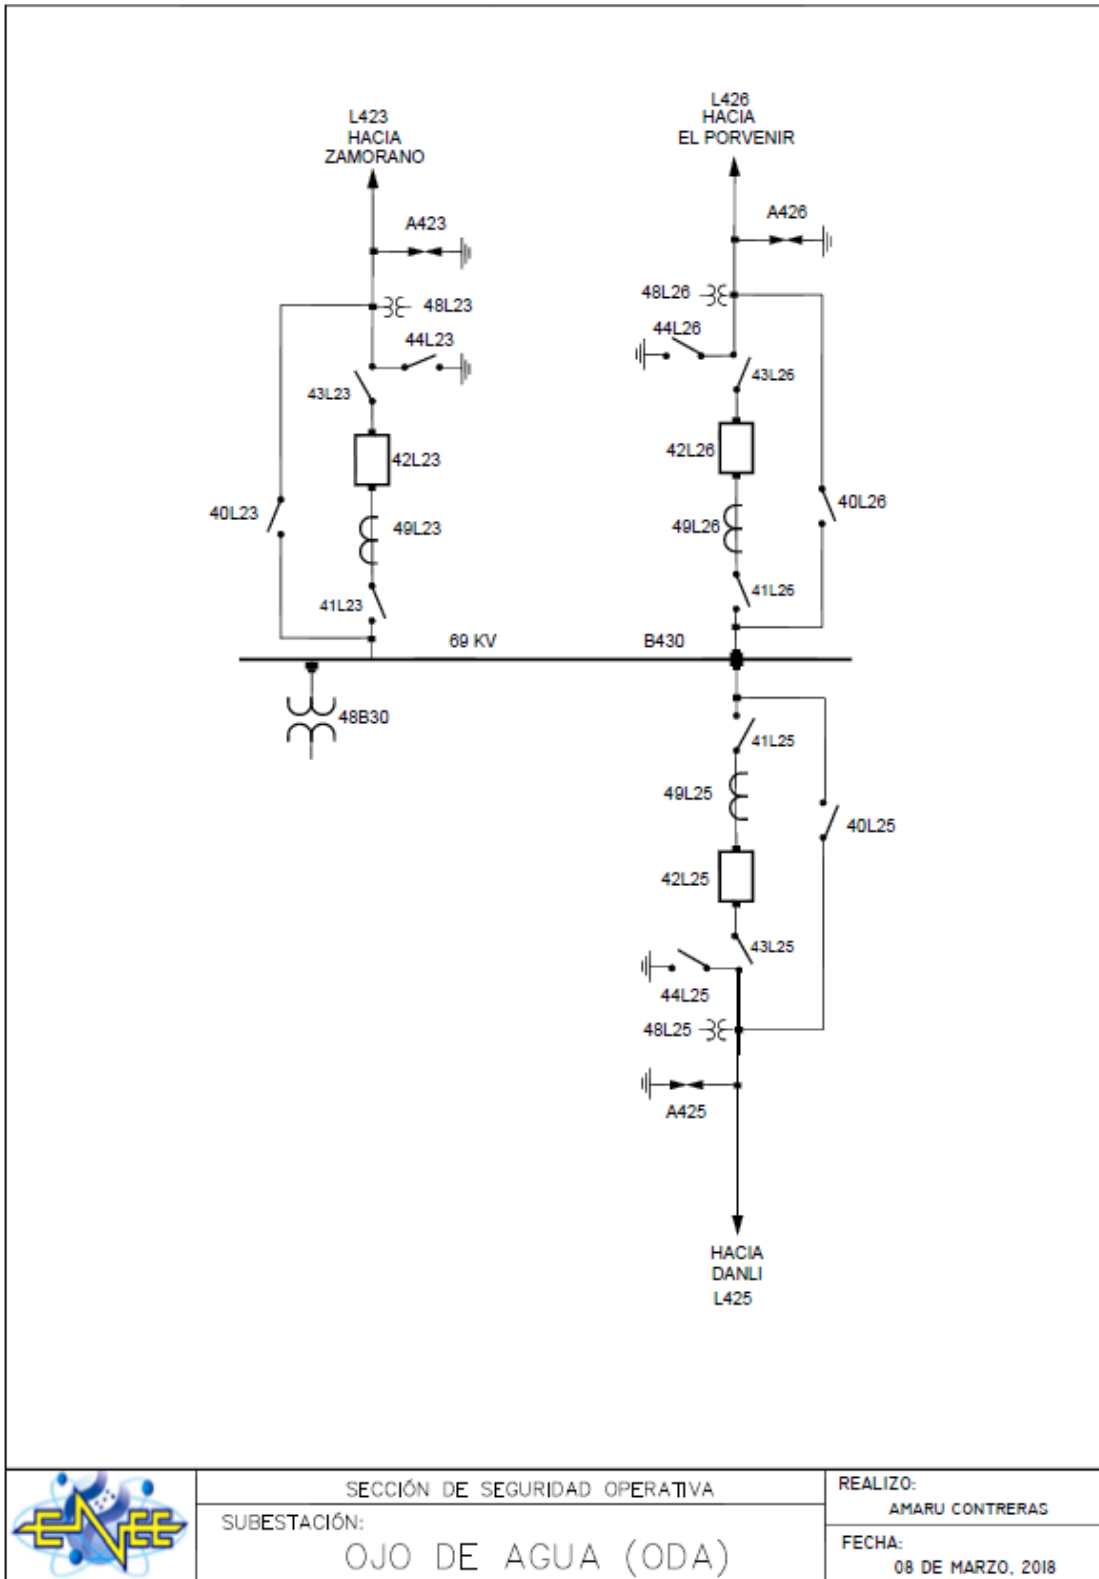 L423
HACIA
ZAMORANO
L426
HACIA
EL PORVENIR
A423
A426
48L23
48L26
44L23
44L26
43L23
43L26
42L23
42L26
40L23
49L23
49L26
40L26
41L23
41L26
69 KV
B430
48B30
41L25
49L25
40L25
42L25
43L25
44L25
48L25
A425
HACIA
DANLI
L425
ENEE
SECCIÓN DE SEGURIDAD OPERATIVA
SUBESTACIÓN:
OJO DE AGUA (ODA)
REALIZO:
AMARU CONTRERAS
FECHA:
08 DE MARZO, 2018